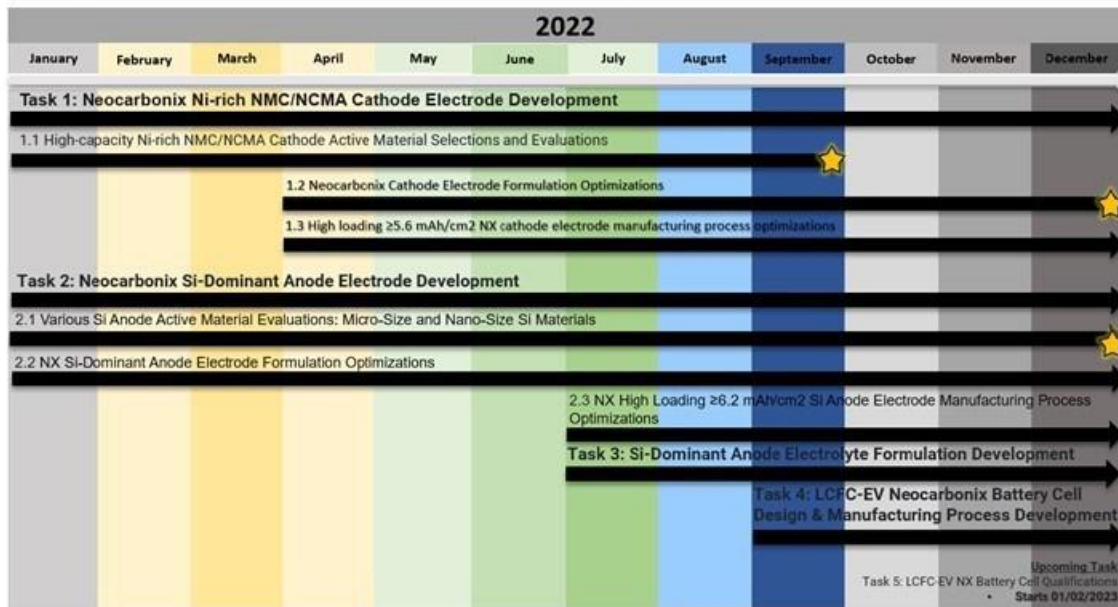 2022
January February March April May June July August September October November December
Task 1: Neocarbonix Ni-rich NMC/NCMA Cathode Electrode Development
1.1 High-capacity Ni-rich NMC/NCMA Cathode Active Material Selections and Evaluations
1.2 Neocarbonix Cathode Electrode Formulation Optimizations
1.3 High loading ≥5.6 mAh/cm2 NX cathode electrode manufacturing process optimizations
Task 2: Neocarbonix Si-Dominant Anode Electrode Development
2.1 Various Si Anode Active Material Evaluations: Micro-Size and Nano-Size Si Materials
2.2 NX Si-Dominant Anode Electrode Formulation Optimizations
2.3 NX High Loading ≥6.2 mAh/cm2 Si Anode Electrode Manufacturing Process
Optimizations
Task 3: Si-Dominant Anode Electrolyte Formulation Development
Task 4: LCFC-EV Neocarbonix Battery Cell
Design & Manufacturing Process Development
Upcoming Task
Task 5: LCFC-EV NX Battery Cell Qualifications
• Starts 01/02/2023